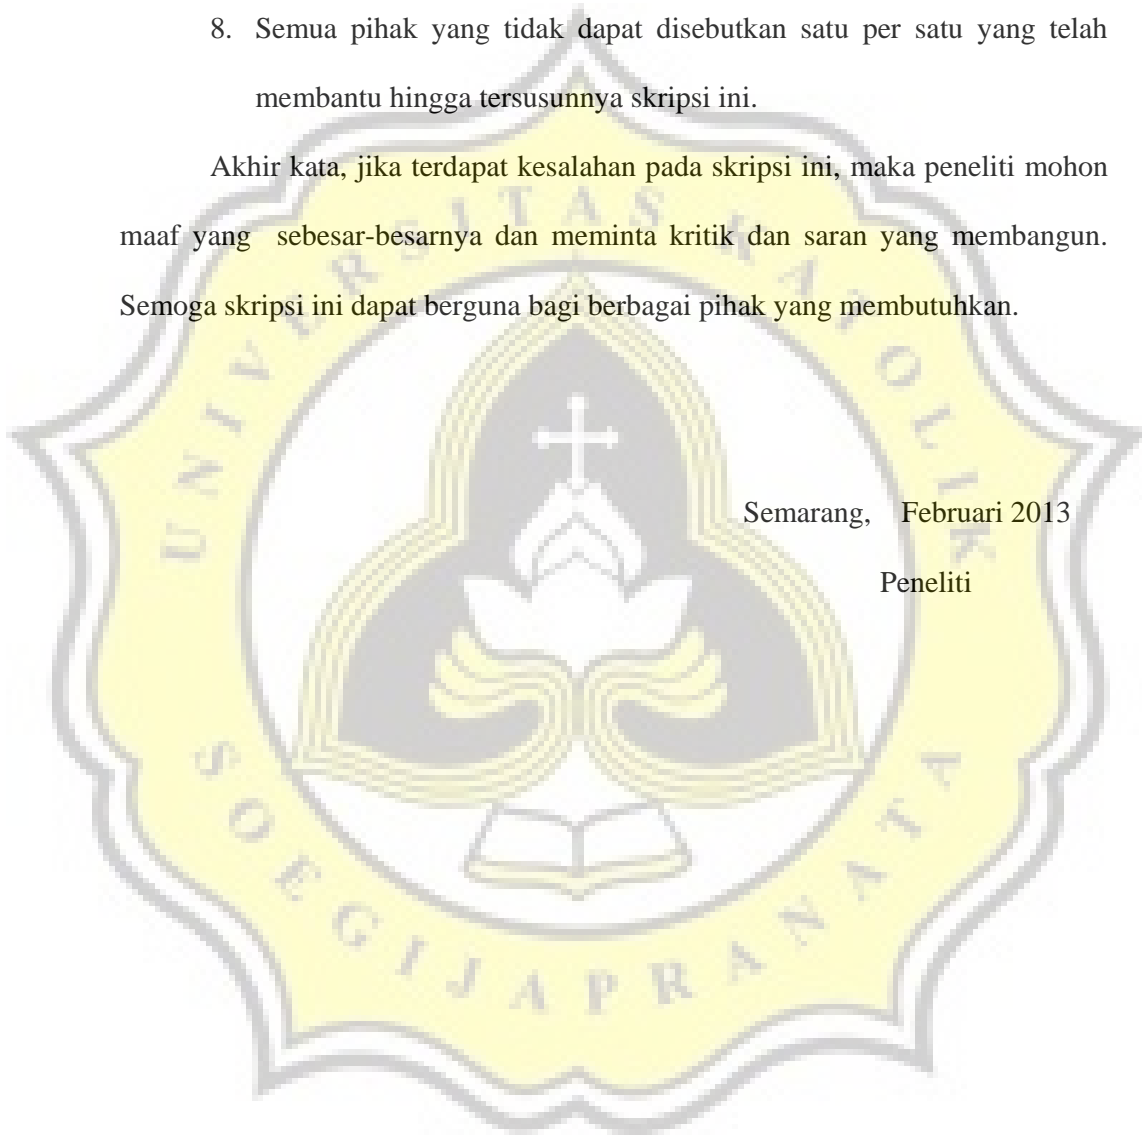 8. Semua pihak yang tidak dapat disebutkan satu per satu yang telah
membantu hingga tersusunnya skripsi ini.
Akhir kata, jika terdapat kesalahan pada skripsi ini, maka peneliti mohon
maaf yang sebesar-besarnya dan meminta kritik dan saran yang membangun.
Semoga skripsi ini dapat berguna bagi berbagai pihak yang membutuhkan.
Semarang, Februari 2013
Peneliti
UNIVERSITAS KATOLIK
SOEGIJAPRANATA